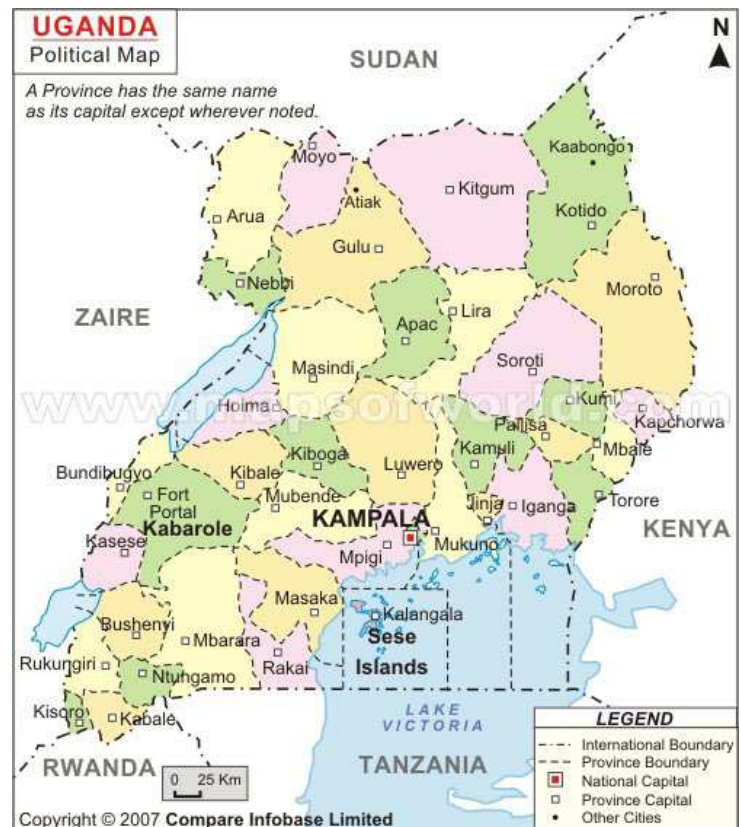 UGANDA
Political Map
N
SUDAN
A Province has the same name
as its capital except wherever noted.
Moyo
Kaabongo
Atiak
Kitgum
Arua
Kotido
Gulu
Nebbi
Moroto
ZAIRE
Lira
Apac
Soroti
Masindi
www.mapsofworld.com
Hoima
Kumi
Kapchorwa
Pallisa
Mbale
Kiboga
Kamuli
Bundibugyo
Kibale
Luwero
Fort
Portal
Mubende
Jinja
Iganga
Torore
Kabarole
KAMPALA
KENYA
Kasese
Mpigi
Mukuno
Masaka
Kalangala
Bushenyi
Mbarara
Sese
Islands
Rukungiri
Rakai
Ntungamo
Kisoro
Kabale
LAKE
VICTORIA
RWANDA
TANZANIA
0 25 Km
LEGEND
International Boundary
Province Boundary
National Capital
Province Capital
Other Cities
Copyright © 2007 Compare Infobase Limited